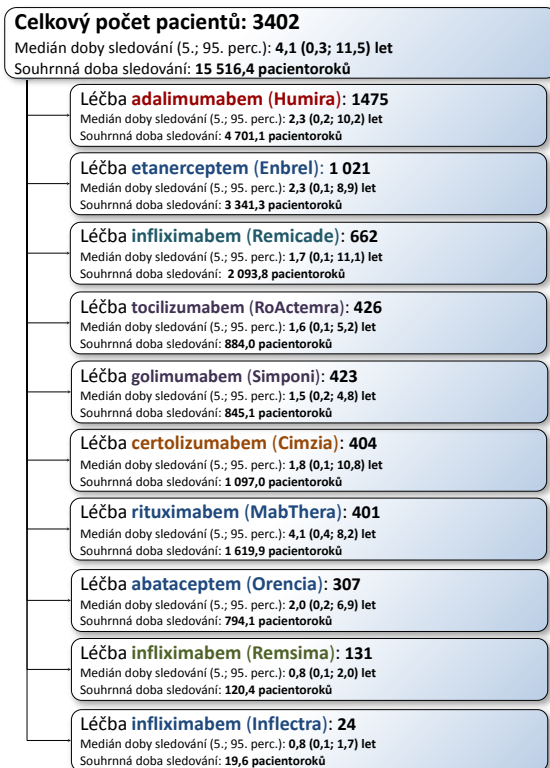 Celkový počet pacientů: 3402
Medián doby sledování (5.; 95. perc.): 4,1 (0,3; 11,5) let
Souhrnná doba sledování: 15 516,4 pacientoroků
Léčba adalimumabem (Humira): 1475
Medián doby sledování (5.; 95. perc.): 2,3 (0,2; 10,2) let
Souhrnná doba sledování: 4 701,1 pacientoroků
Léčba etanerceptem (Enbrel): 1 021
Medián doby sledování (5.; 95. perc.): 2,3 (0,1; 8,9) let
Souhrnná doba sledování: 3 341,3 pacientoroků
Léčba infliximabem (Remicade): 662
Medián doby sledování (5.; 95. perc.): 1,7 (0,1; 11,1) let
Souhrnná doba sledování: 2 093,8 pacientoroků
Léčba tocilizumabem (RoActemra): 426
Medián doby sledování (5.; 95. perc.): 1,6 (0,1; 5,2) let
Souhrnná doba sledování: 884,0 pacientoroků
Léčba golimumabem (Simponi): 423
Medián doby sledování (5.; 95. perc.): 1,5 (0,2; 4,8) let
Souhrnná doba sledování: 845,1 pacientoroků
Léčba certolizumabem (Cimzia): 404
Medián doby sledování (5.; 95. perc.): 1,8 (0,1; 10,8) let
Souhrnná doba sledování: 1 097,0 pacientoroků
Léčba rituximabem (MabThera): 401
Medián doby sledování (5.; 95. perc.): 4,1 (0,4; 8,2) let
Souhrnná doba sledování: 1 619,9 pacientoroků
Léčba abataceptem (Orencia): 307
Medián doby sledování (5.; 95. perc.): 2,0 (0,2; 6,9) let
Souhrnná doba sledování: 794,1 pacientoroků
Léčba infliximabem (Remsima): 131
Medián doby sledování (5.; 95. perc.): 0,8 (0,1; 2,0) let
Souhrnná doba sledování: 120,4 pacientoroků
Léčba infliximabem (Inflectra): 24
Medián doby sledování (5.; 95. perc.): 0,8 (0,1; 1,7) let
Souhrnná doba sledování: 19,6 pacientoroků